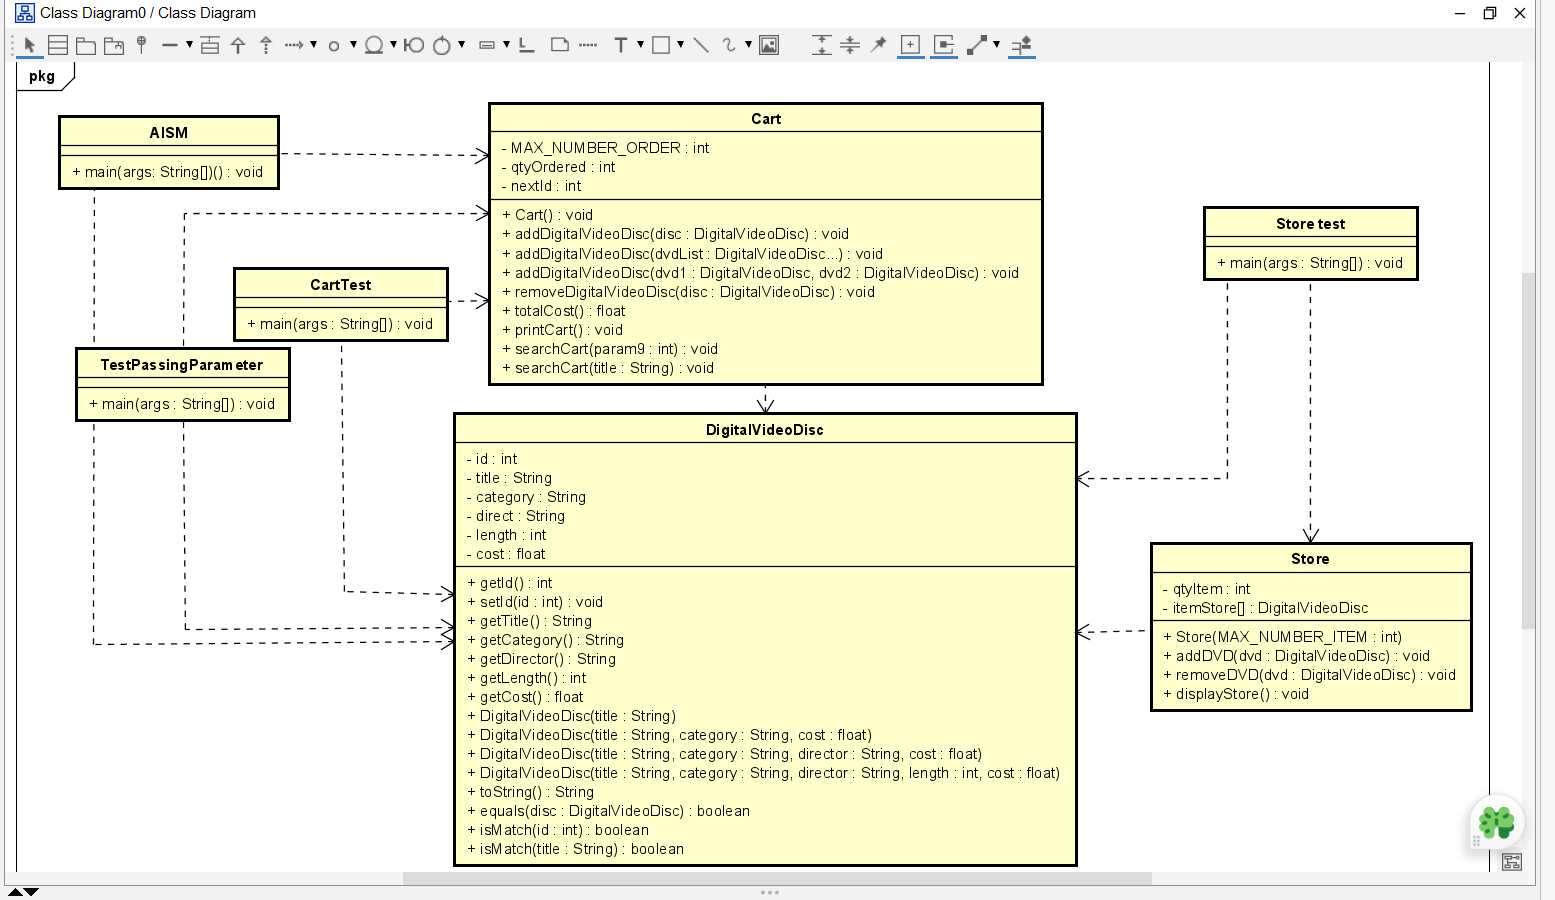 Class Diagram0 / Class Diagram
pkg
AISM
+ main(args: String[])() : void
Cart
- MAX_NUMBER_ORDER : int
- qtyOrdered : int
- nextId : int
+ Cart() : void
+ addDigitalVideoDisc(disc : DigitalVideoDisc) : void
+ addDigitalVideoDisc(dvdList : DigitalVideoDisc...) : void
+ addDigitalVideoDisc(dvd1 : DigitalVideoDisc, dvd2 : DigitalVideoDisc) : void
+ removeDigitalVideoDisc(disc : DigitalVideoDisc) : void
+ totalCost() : float
+ printCart() : void
+ searchCart(param9 : int) : void
+ searchCart(title : String) : void
Store test
+ main(args : String[]) : void
CartTest
+ main(args : String[]) : void
TestPassingParameter
+ main(args : String[]) : void
DigitalVideoDisc
- id : int
- title : String
- category : String
- direct : String
- length : int
- cost : float
+ getId() : int
+ setId(id : int) : void
+ getTitle() : String
+ getCategory() : String
+ getDirector() : String
+ getLength() : int
+ getCost() : float
+ DigitalVideoDisc(title : String)
+ DigitalVideoDisc(title : String, category : String, cost : float)
+ DigitalVideoDisc(title : String, category : String, director : String, cost : float)
+ DigitalVideoDisc(title : String, category : String, director : String, length : int, cost : float)
+ toString() : String
+ equals(disc : DigitalVideoDisc) : boolean
+ isMatch(id : int) : boolean
+ isMatch(title : String) : boolean
Store
- qtyItem : int
- itemStore[] : DigitalVideoDisc
+ Store(MAX_NUMBER_ITEM : int)
+ addDVD(dvd : DigitalVideoDisc) : void
+ removeDVD(dvd : DigitalVideoDisc) : void
+ displayStore() : void